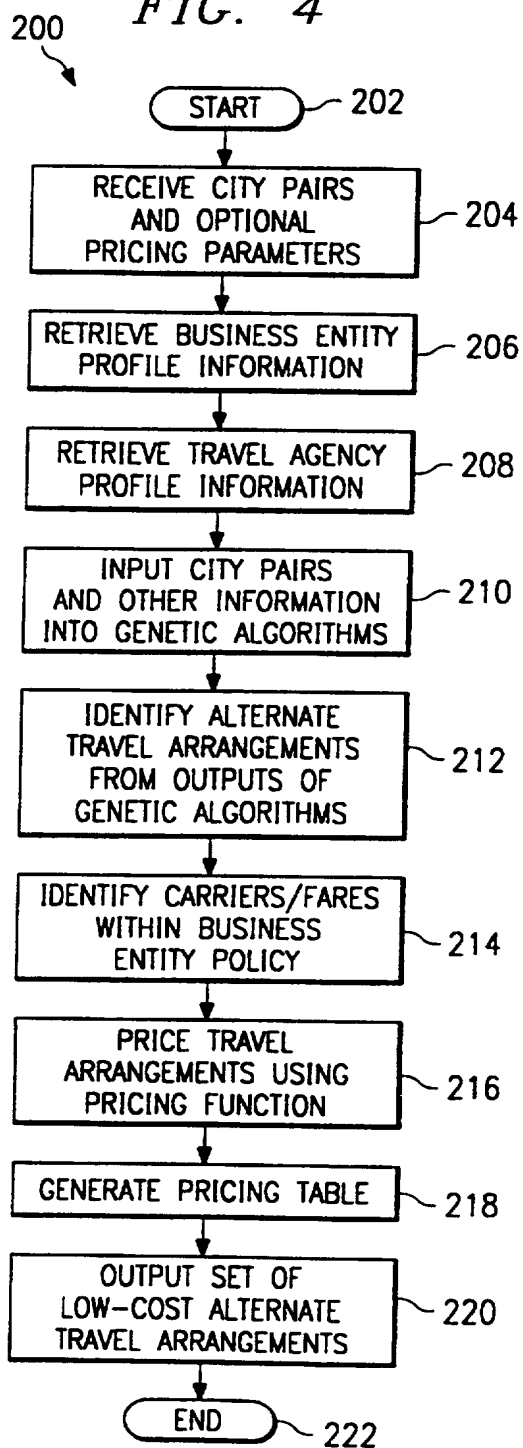 FIG. 4
200
START
202
RECEIVE CITY PAIRS
AND OPTIONAL
PRICING PARAMETERS
204
RETRIEVE BUSINESS ENTITY
PROFILE INFORMATION
206
RETRIEVE TRAVEL AGENCY
PROFILE INFORMATION
208
INPUT CITY PAIRS
AND OTHER INFORMATION
INTO GENETIC ALGORITHMS
210
IDENTIFY ALTERNATE
TRAVEL ARRANGEMENTS
FROM OUTPUTS OF
GENETIC ALGORITHMS
212
IDENTIFY CARRIERS/FARES
WITHIN BUSINESS
ENTITY POLICY
214
PRICE TRAVEL
ARRANGEMENTS USING
PRICING FUNCTION
216
GENERATE PRICING TABLE
218
OUTPUT SET OF
LOW-COST ALTERNATE
TRAVEL ARRANGEMENTS
220
END
222